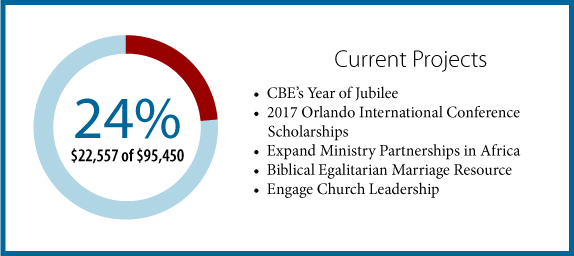 24%
$22,557 of $95,450
Current Projects
• CBE's Year of Jubilee
• 2017 Orlando International Conference
Scholarships
• Expand Ministry Partnerships in Africa
• Biblical Egalitarian Marriage Resource
• Engage Church Leadership